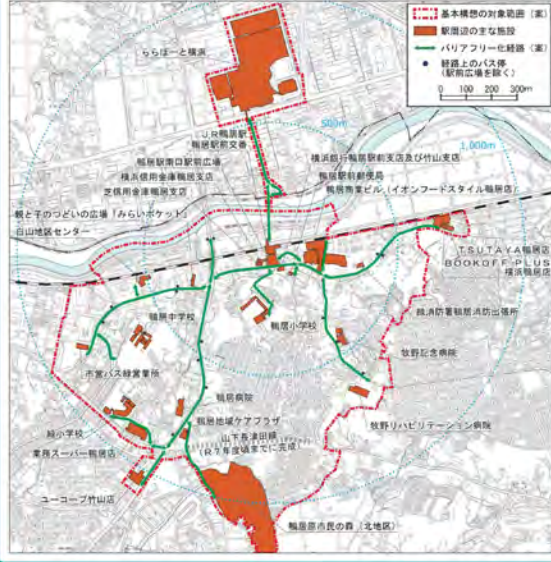 基本構想の対象範囲（案）
駅周辺の主な施設
バリアフリー化経路（案）
経路上のバス停
（駅前広場を除く）
0 100 300m
ららぽーと横浜
500m
1,000m
JR鴨居駅
鴨居駅前交番
鴨居駅南口駅前広場
横浜信用金庫鴨居支店
芝信用金庫鴨居支店
横浜銀行鴨居駅前支店及び竹山支店
鴨居駅前郵便局
鴨居商業ビル（イオンフードスタイル鴨居店）
親と子のつどいの広場「みらいポケット」
白山地区センター
TSUTAYA鴨居店
BOOKOFF PLUS
横浜鴨居店
鴨居中学校
鴨居小学校
緑消防署鴨居消防出張所
牧野記念病院
市営バス緑営業所
鴨居病院
鴨居地域ケアプラザ
牧野リハビリテーション病院
緑小学校
山下長津田線
（R7年度頃までに完成）
業務スーパー鴨居店
ユーコープ竹山店
鴨居原市民の森（北地区）